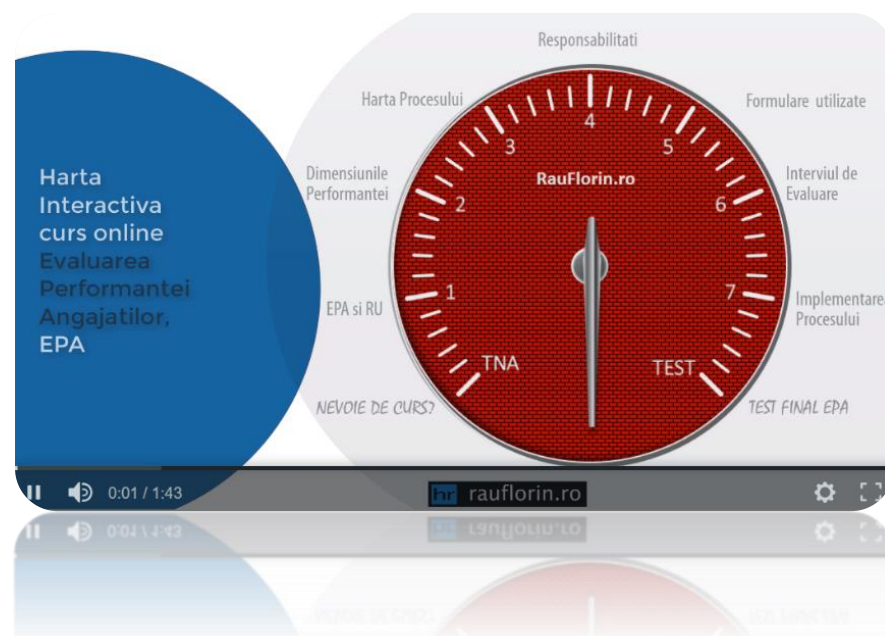 Harta
Interactiva
curs online
Evaluarea
Performantei
Angajatilor,
EPA
Responsabilitati
Harta Procesului
Formulare utilizate
Dimensiunile
Performantei
Interviul de
Evaluare
EPA si RU
Implementarea
Procesului
NEVOIE DE CURS?
TEST FINAL EPA
RauFlorin.ro
TNA
1
2
3
4
5
6
7
TEST
0:01 / 1:43
hr rauflorin.ro